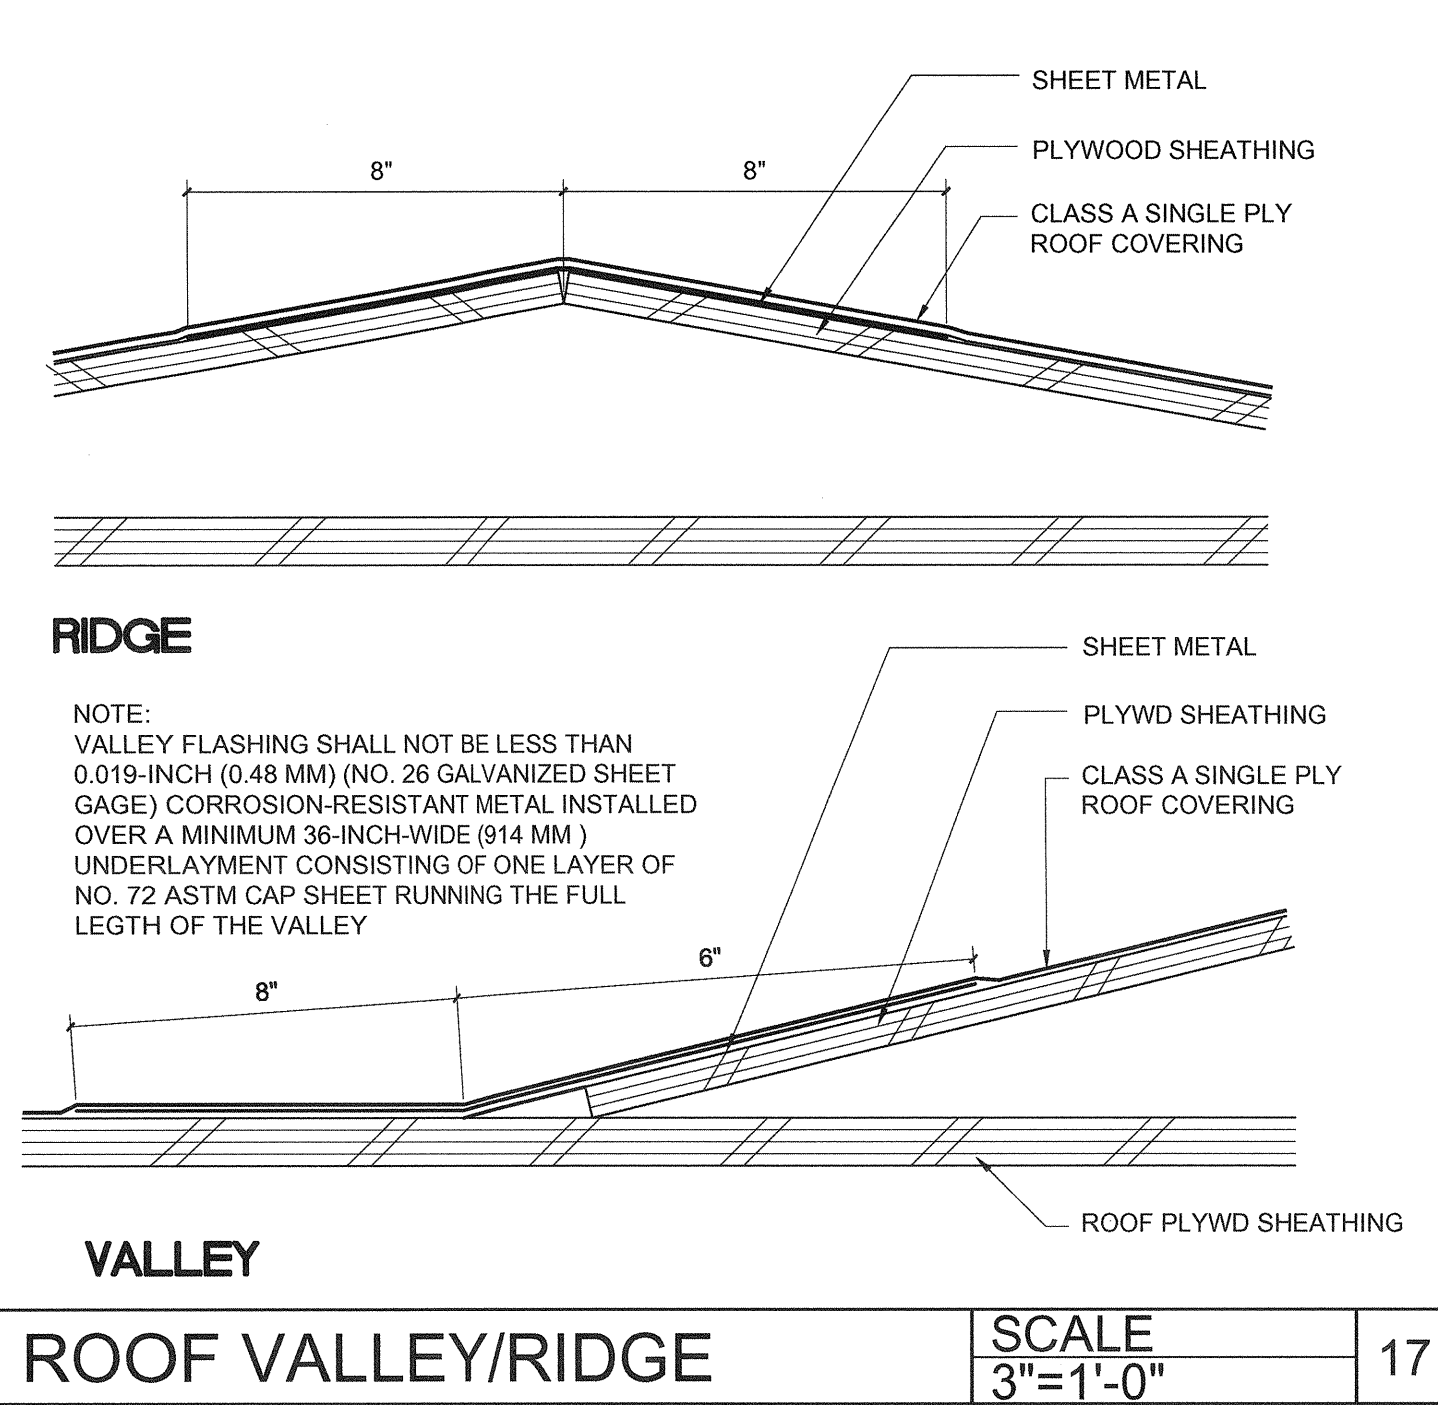 SHEET METAL
PLYWOOD SHEATHING
8"
8"
CLASS A SINGLE PLY
ROOF COVERING
RIDGE
SHEET METAL
NOTE:
VALLEY FLASHING SHALL NOT BE LESS THAN
0.019-INCH (0.48 MM) (NO. 26 GALVANIZED SHEET
GAGE) CORROSION-RESISTANT METAL INSTALLED
OVER A MINIMUM 36-INCH-WIDE (914 MM )
UNDERLAYMENT CONSISTING OF ONE LAYER OF
NO. 72 ASTM CAP SHEET RUNNING THE FULL
LEGTH OF THE VALLEY
PLYWD SHEATHING
CLASS A SINGLE PLY
ROOF COVERING
6"
8"
ROOF PLYWD SHEATHING
VALLEY
ROOF VALLEY/RIDGE
SCALE
3"=1'-0"
17